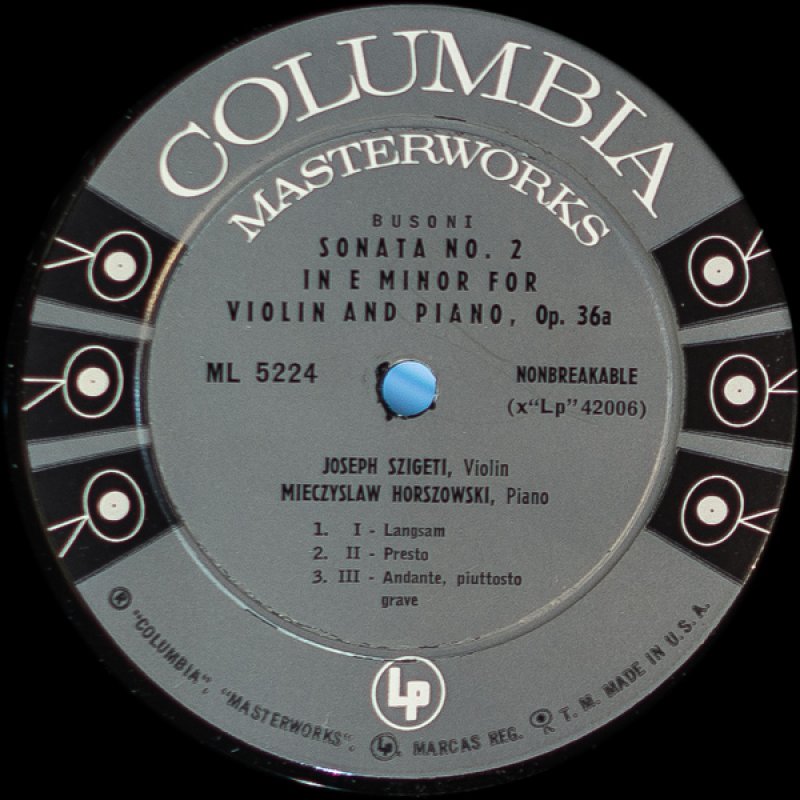 COLUMBIA
MASTERWORKS
BUSONI
SONATA NO. 2
IN E MINOR FOR
VIOLIN AND PIANO, Op. 36a
ML 5224
NONBREAKABLE
(x"Lp" 42006)
JOSEPH SZIGETI, Violin
MIECZYSLAW HORSZOWSKI, Piano
1. I - Langsam
2. II - Presto
3. III - Andante, piuttosto
grave
LP
® "COLUMBIA", "MASTERWORKS", LP. MARCAS REG. T. M. MADE IN U. S. A.